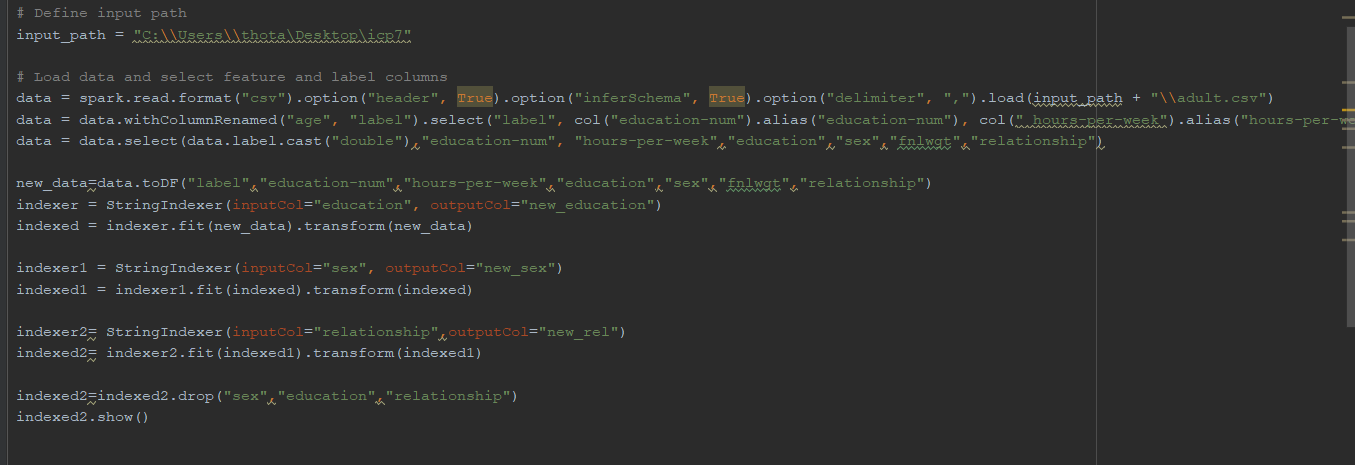 # Define input path
input_path = "C:\\Users\\thota\Desktop\icp7"
# Load data and select feature and label columns
data = spark.read.format("csv").option("header", True).option("inferSchema", True).option("delimiter", ",").load(input_path + "\\adult.csv")
data = data.withColumnRenamed("age", "label").select("label", col("education-num").alias("education-num"), col(" hours-per-week").alias("hours-per-we
data = data.select(data.label.cast("double"),"education-num", "hours-per-week","education","sex","fnlwgt","relationship")
new_data=data.toDF("label","education-num","hours-per-week","education","sex","fnlwgt","relationship")
indexer = StringIndexer(inputCol="education", outputCol="new_education")
indexed = indexer.fit(new_data).transform(new_data)
indexer1 = StringIndexer(inputCol="sex", outputCol="new_sex")
indexed1 = indexer1.fit(indexed).transform(indexed)
indexer2= StringIndexer(inputCol="relationship",outputCol="new_rel")
indexed2= indexer2.fit(indexed1).transform(indexed1)
indexed2=indexed2.drop("sex","education","relationship")
indexed2.show()